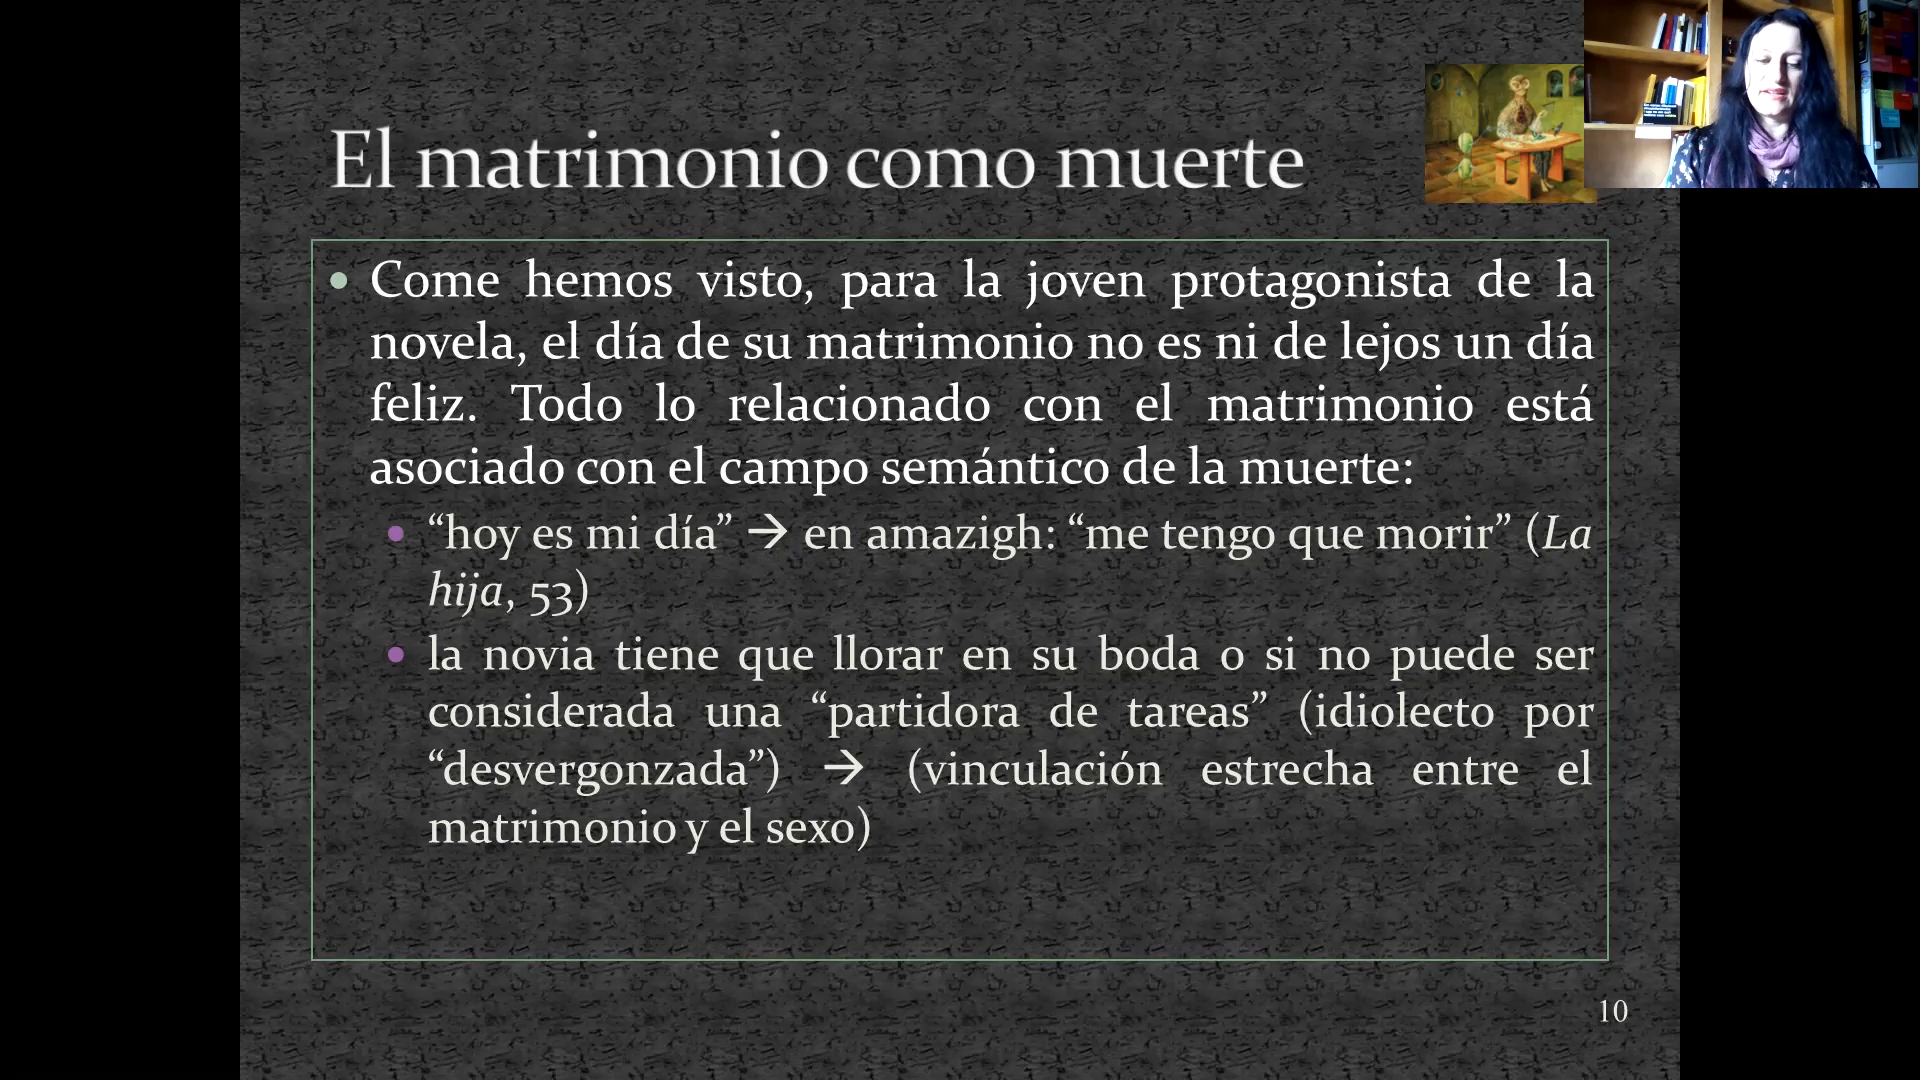 El matrimonio como muerte
• Come hemos visto, para la joven protagonista de la
novela, el día de su matrimonio no es ni de lejos un día
feliz. Todo lo relacionado con el matrimonio está
asociado con el campo semántico de la muerte:
• “hoy es mi día” → en amazigh: “me tengo que morir” (La
hija, 53)
• la novia tiene que llorar en su boda o si no puede ser
considerada una “partidora de tareas” (idiolecto por
“desvergonzada”) → (vinculación estrecha entre el
matrimonio y el sexo)
10